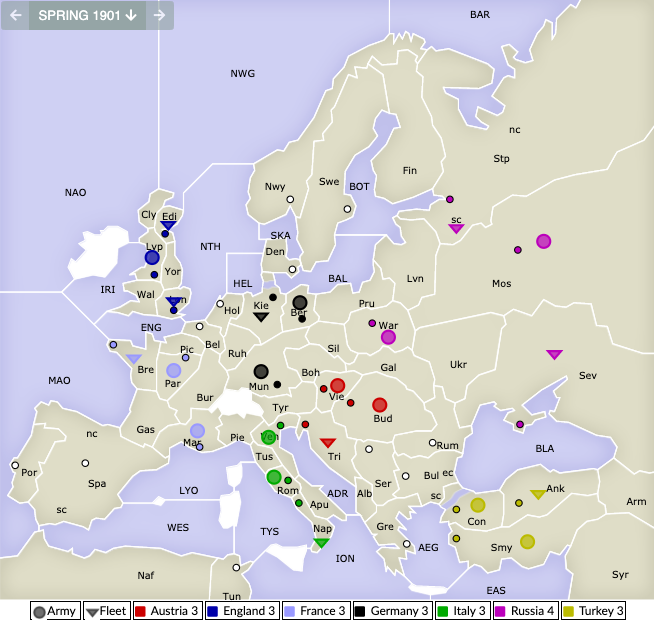 ← SPRING 1901 ↓ →
BAR
NWG
nc
Stp
Fin
Swe
BOT
Nwy
NAO
Cly Edi
sc
SKA
Lvp
NTH
Den
Yor
Mos
HEL
BAL
Lvn
IRI
Wal
Lon
Kie
Pru
Hol
Ber
ENG
War
Bel
Pic
Sil
Ruh
Gal
Ukr
Bre
Boh
Sev
MAO
Par
Mun
Vie
Bur
Tyr
Bud
nc
Gas
Mar
Pie
Ven
Rum
BLA
Tus
Tri
Por
Spa
Ser
Bul ec
Ank
LYO
Rom
ADR
Alb
sc
Arm
sc
Apu
Con
WES
TYS
Nap
Gre
Smy
ION
AEG
Naf
Syr
EAS
Tun
Army Fleet Austria 3 England 3 France 3 Germany 3 Italy 3 Russia 4 Turkey 3